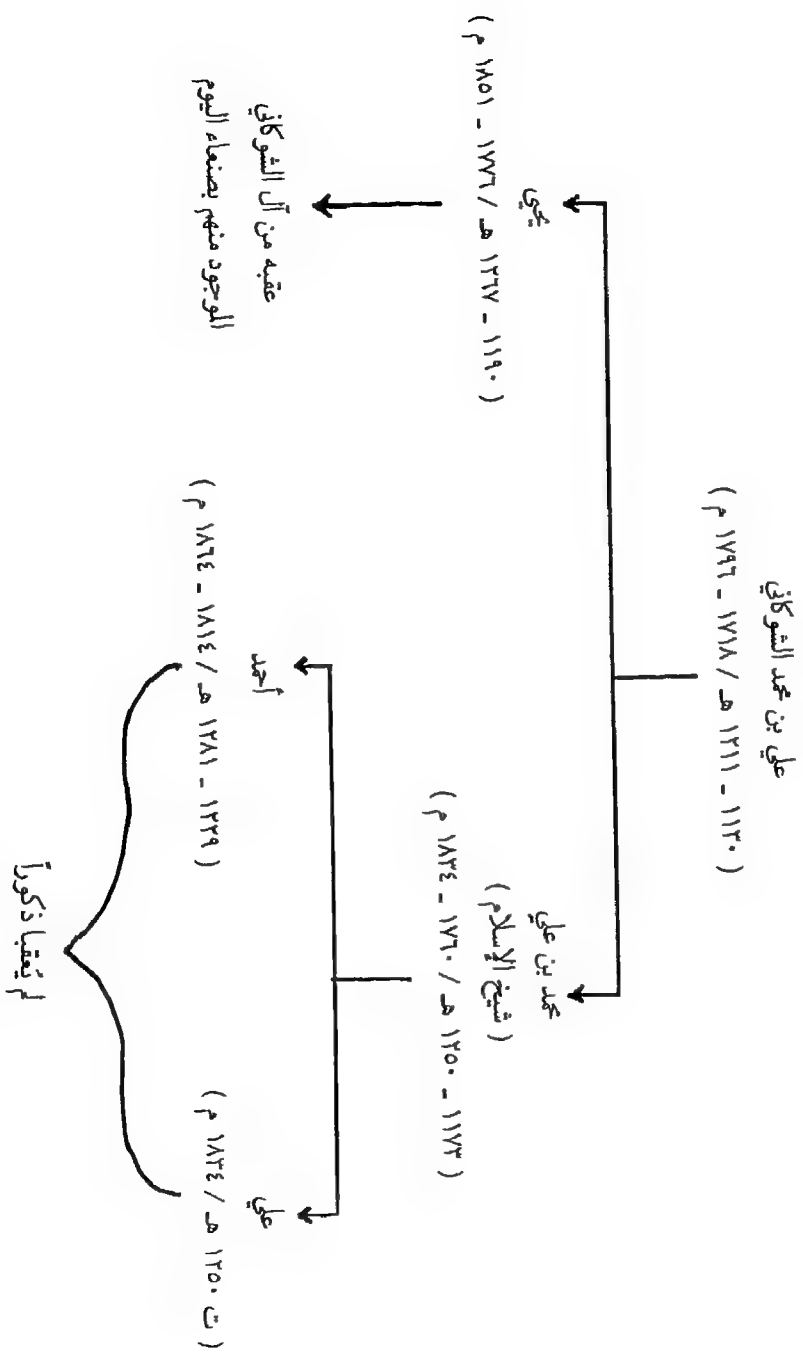 علي بن محمد الشوكاني
( ١١٣٠ - ١٢١١ هـ / ١٧١٨ - ١٧٩٦ م )
محمد بن علي
( شيخ الإسلام )
( ١١٧٣ - ١٢٥٠ هـ / ١٧٦٠ - ١٨٣٤ م )
يحيى
( ١١٩٠ - ١٢٦٧ هـ / ١٧٧٦ - ١٨٥١ م )
علي
( ت ١٢٥٠ هـ / ١٨٣٤ م )
أحمد
( ١٢٢٩ - ١٢٨١ هـ / ١٨١٤ - ١٨٦٤ م )
عقبه من آل الشوكاني
الموجود منهم بصنعاء اليوم
لم يُعقبا ذكوراً